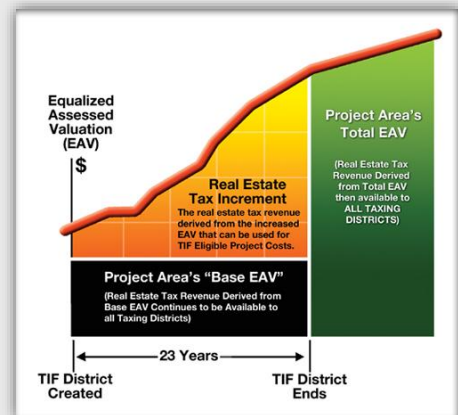 Equalized
Assessed
Valuation
(EAV)
$
Project Area's
Total EAV
(Real Estate Tax
Revenue Derived
from Total EAV
then available to
ALL TAXING
DISTRICTS)
Real Estate
Tax Increment
The real estate tax revenue
derived from the increased
EAV that can be used for
TIF Eligible Project Costs.
Project Area's “Base EAV”
(Real Estate Tax Revenue Derived from
Base EAV Continues to be Available to
all Taxing Districts)
23 Years
TIF District
Created
TIF District
Ends